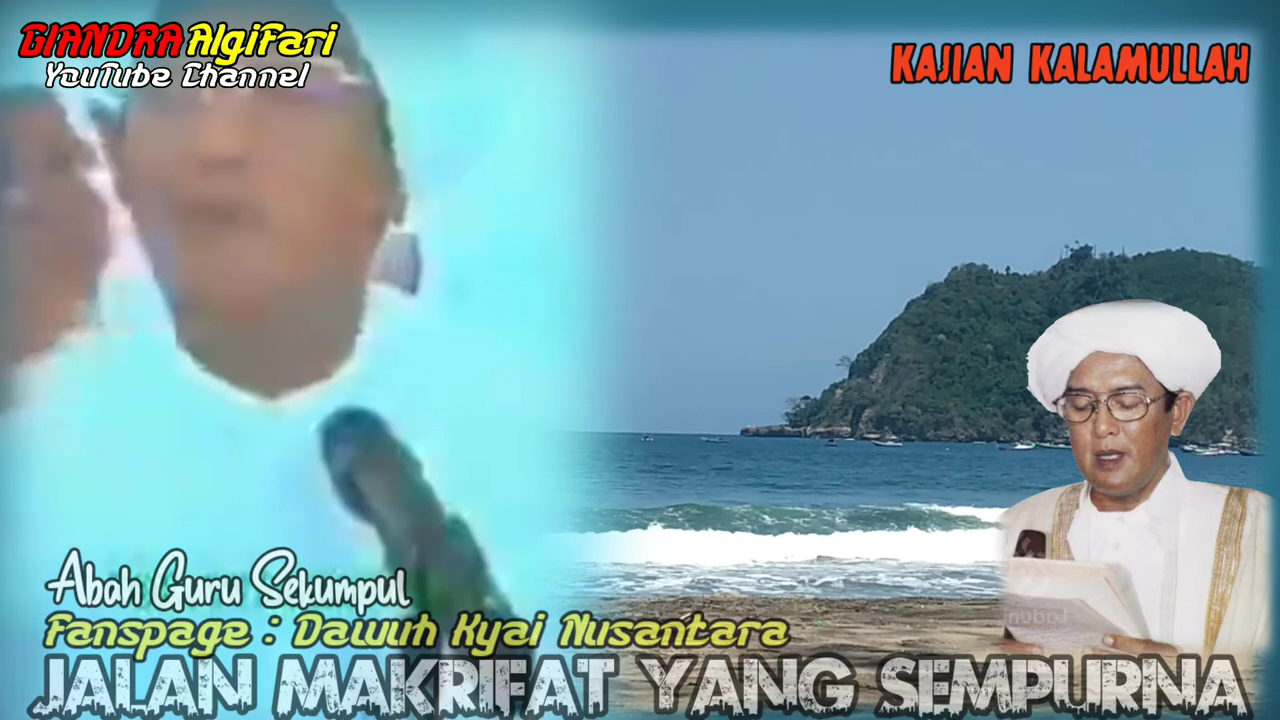 GIANDRA AlgiFari
YouTube Channel
KAJIAN KALAMULLAH
Abah Guru Sekumpul
Fanspage : Dawuh Kyai Nusantara
JALAN MAKRIFAT YANG SEMPURNA